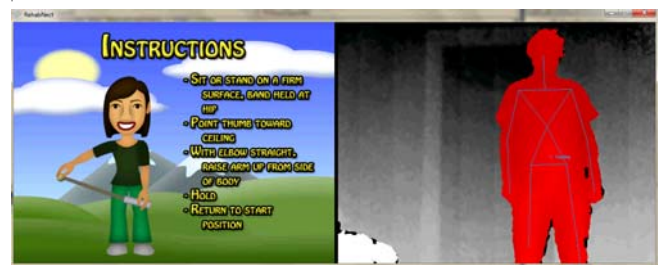 RehabNect
INSTRUCTIONS
- SIT OR STAND ON A FIRM
SURFACE, BAND HELD AT
HIP
- POINT THUMB TOWARD
CEILING
- WITH ELBOW STRAIGHT,
RAISE ARM UP FROM SIDE
OF BODY
- HOLD
- RETURN TO START
POSITION